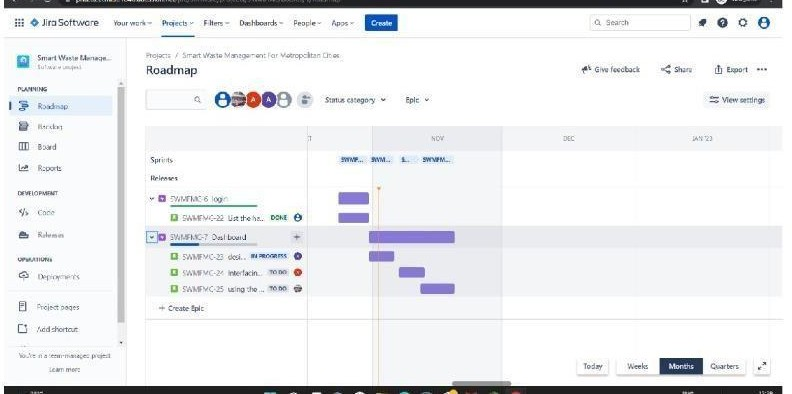 Jira Software Your work Projects Filters Dashboards People Apps Create Search
Smart Waste Manage...
Software project
Projects / Smart Waste Management For Metropolitan Cities
Roadmap
Give feedback Share Export
PLANNING
Roadmap
Backlog
Board
Reports
DEVELOPMENT
Code
Releases
OPERATIONS
Deployments
Project pages
Add shortcut
You're in a team-managed project
Learn more
Status category Epic View settings
NOV DEC JAN '23
Sprints SWMF... SWM... S... SWMFM...
Releases
SWMFMC-6 login
SWMFMC-22 List the ha... DONE
SWMFMC-7 Dashboard
SWMFMC-23 desi... IN PROGRESS
SWMFMC-24 Interfacin... TO DO
SWMFMC-25 using the ... TO DO
+ Create Epic
Today Weeks Months Quarters